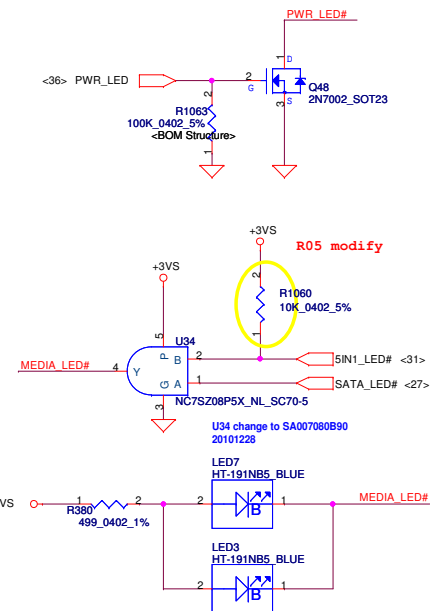 PWR_LED#
1
D
<36> PWR_LED
2
G
Q48
2N7002_SOT23
S
3
2
R1063
100K_0402_5%
<BOM Structure>
1
+3VS
R05 modify
+3VS
2
R1060
10K_0402_5%
1
5
U34
P
B
2
5IN1_LED# <31>
MEDIA_LED#
4
Y
G
A
1
SATA_LED# <27>
3
NC7SZ08P5X_NL_SC70-5
U34 change to SA007080B90
20101228
LED7
HT-191NB5_BLUE
VS
1
2
2
B
1
MEDIA_LED#
R380
499_0402_1%
LED3
HT-191NB5_BLUE
2
B
1